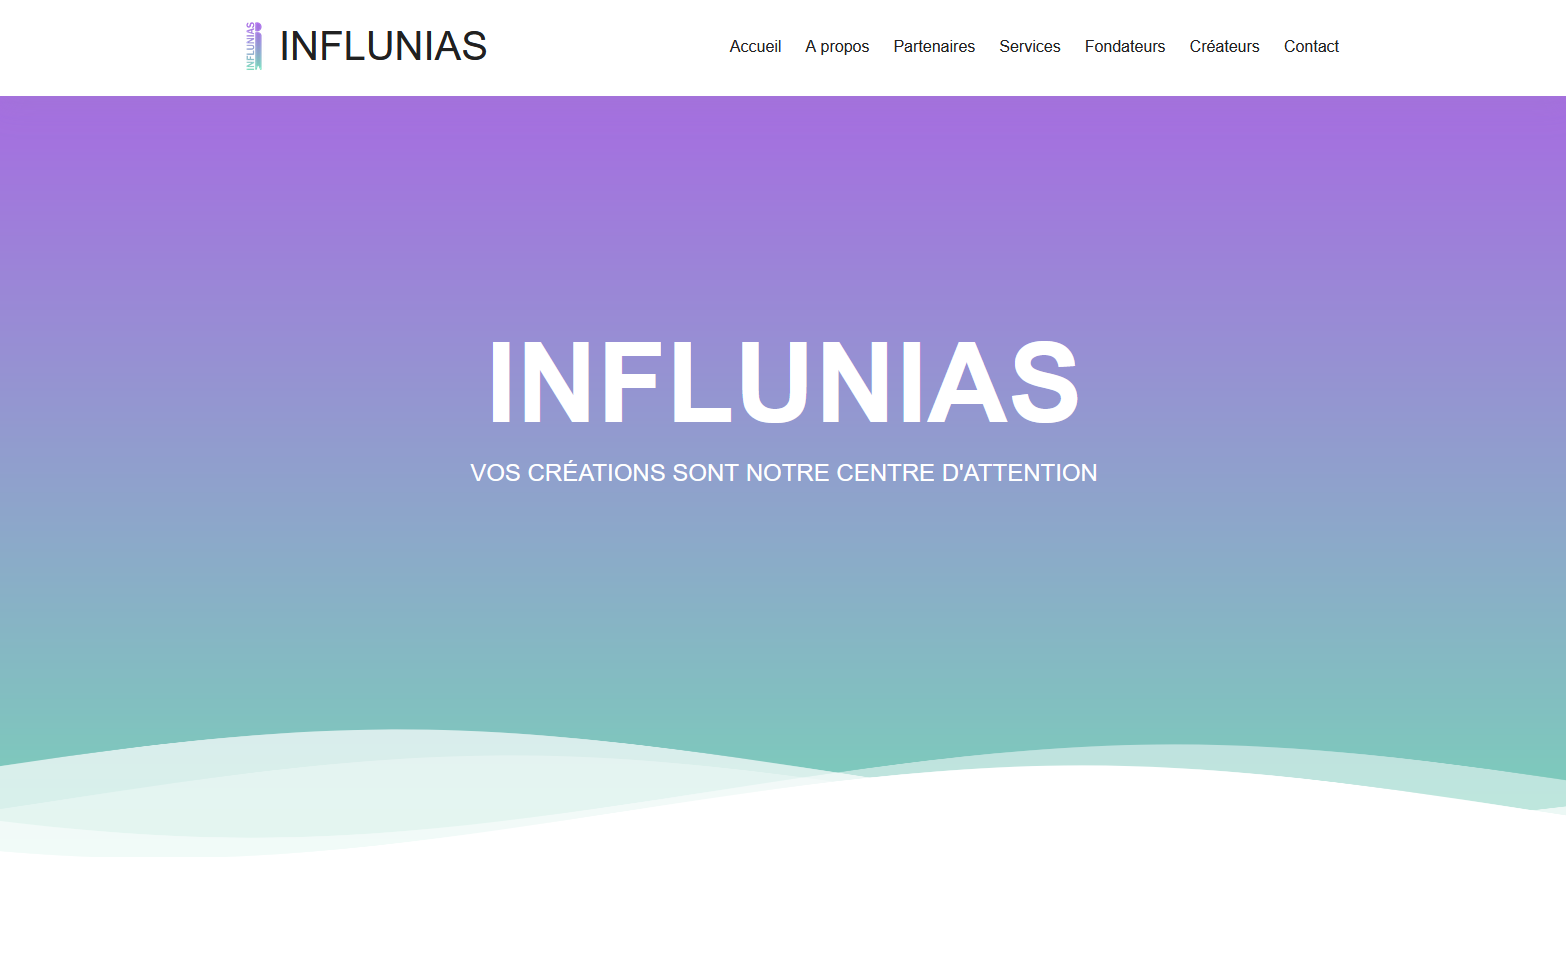 INFLUNIAS
INFLUNIAS
Accueil A propos Partenaires Services Fondateurs Créateurs Contact
INFLUNIAS
VOS CRÉATIONS SONT NOTRE CENTRE D'ATTENTION